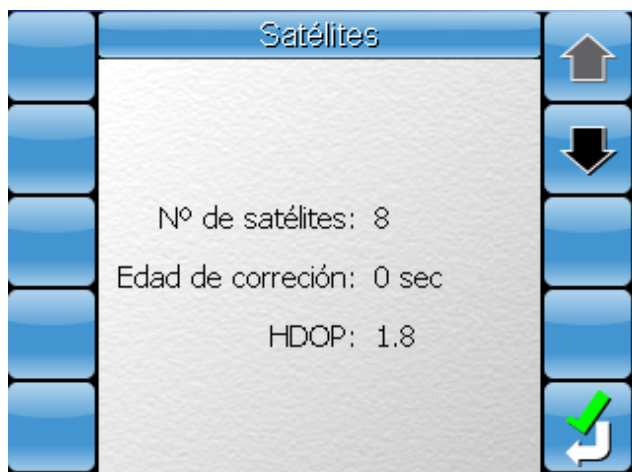 Satélites
Nº de satélites: 8
Edad de correción: 0 sec
HDOP: 1.8